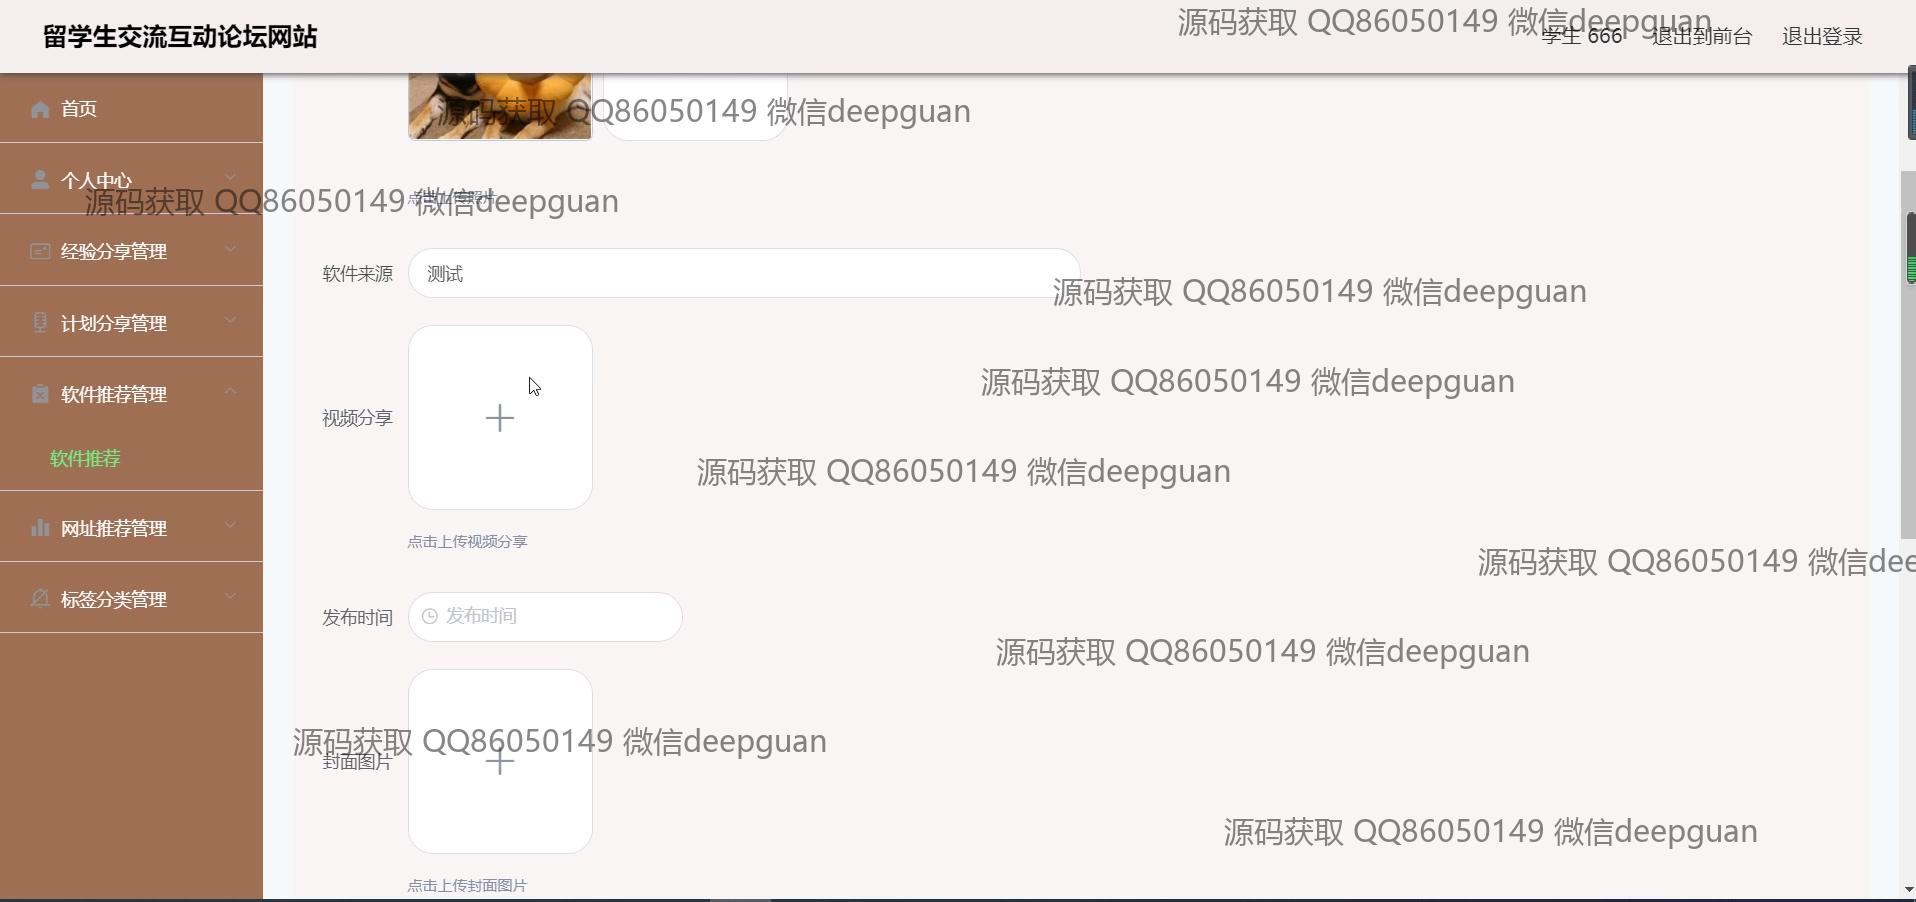 留学生交流互动论坛网站
源码获取 QQ86050149 微信deepguan
学生 666
退出到前台
退出登录
首页
源码获取 QQ86050149 微信deepguan
个人中心
源码获取 QQ86050149 微信deepguan
点击上传照片
经验分享管理
软件来源
测试
源码获取 QQ86050149 微信deepguan
计划分享管理
源码获取 QQ86050149 微信deepguan
软件推荐管理
视频分享
软件推荐
源码获取 QQ86050149 微信deepguan
网址推荐管理
点击上传视频分享
源码获取 QQ86050149 微信dee
标签分类管理
发布时间
发布时间
源码获取 QQ86050149 微信deepguan
源码获取 QQ86050149 微信deepguan
封面图片
源码获取 QQ86050149 微信deepguan
点击上传封面图片